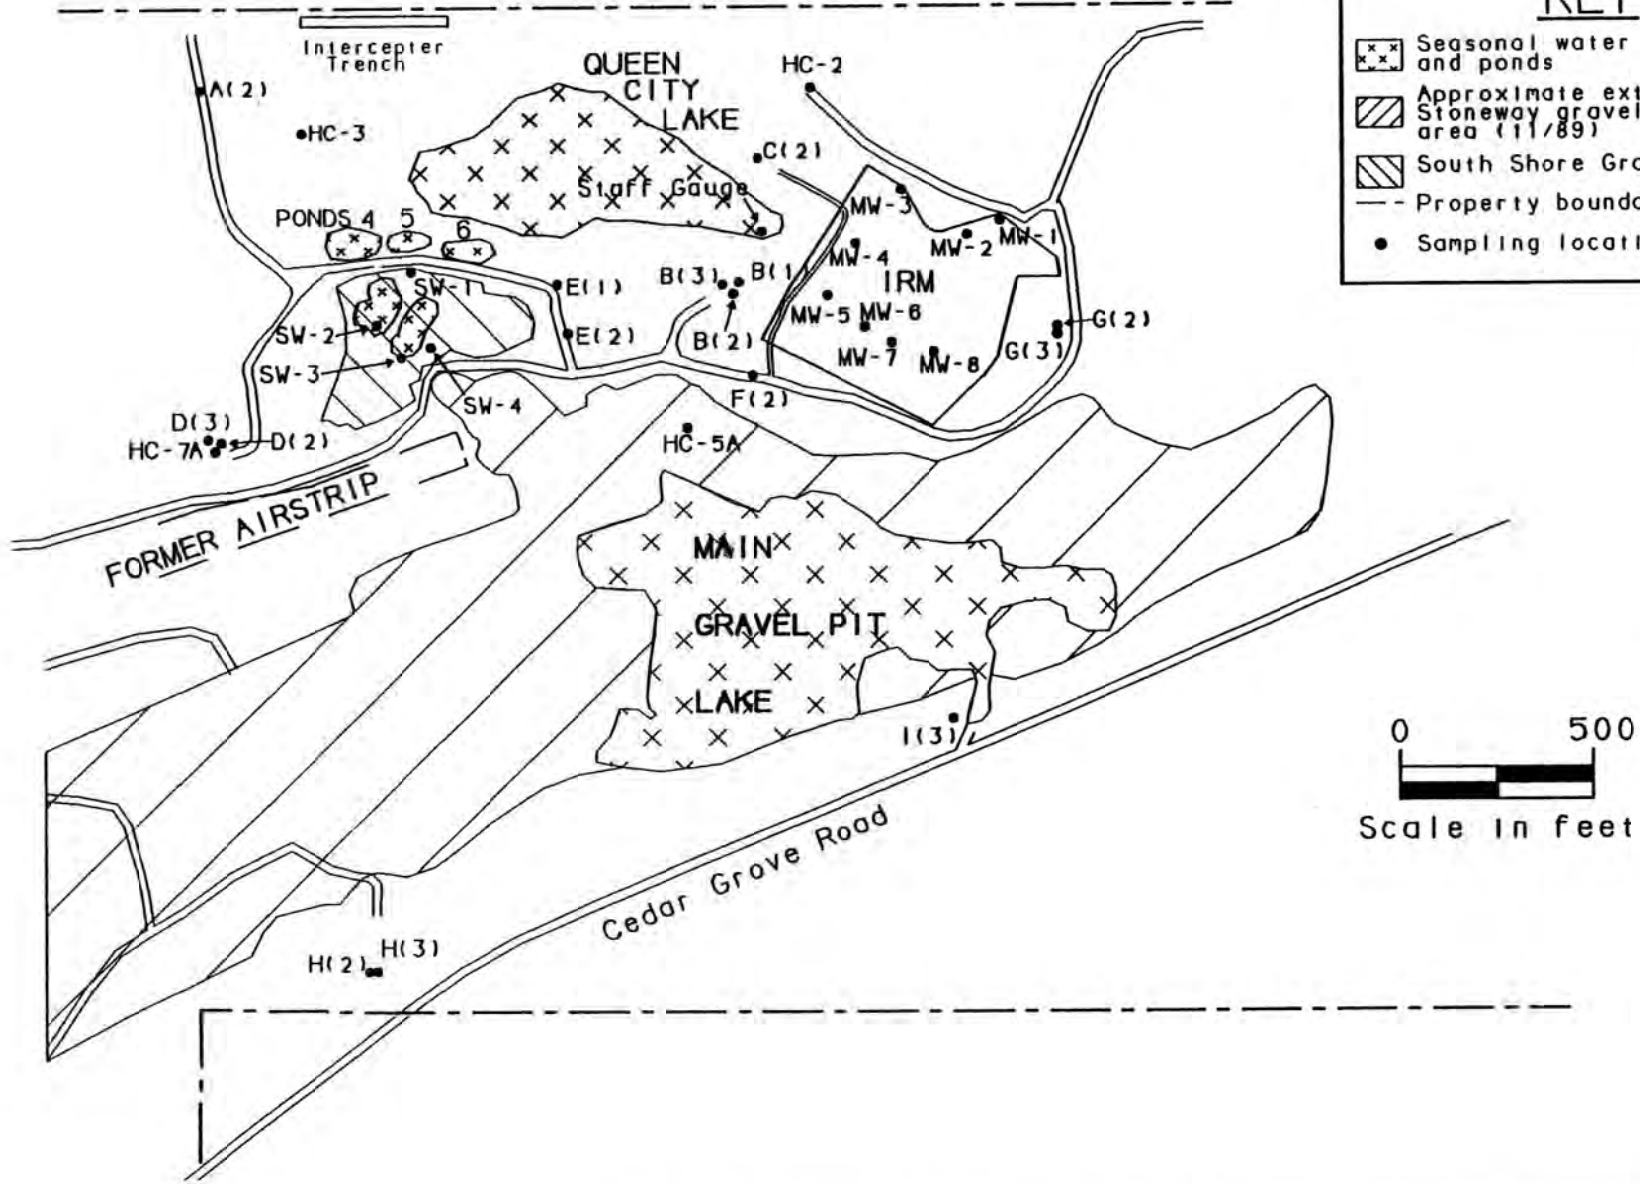 KEY
Seasonal water
and ponds
Approximate ext
Stoneway gravel
area (11/89)
South Shore Gro
Property bounda
Sampling locati
Intercepter
Trench
QUEEN
CITY
LAKE
HC-2
A(2)
HC-3
C(2)
Staff Gauge
MW-3
PONDS 4
5
6
MW-2
MW-1
MW-4
IRM
B(3)
B(1)
E(1)
SW-1
MW-5
MW-6
G(2)
SW-2
E(2)
B(2)
MW-7
MW-8
G(3)
SW-3
SW-4
F(2)
D(3)
HC-7A
D(2)
HC-5A
FORMER AIRSTRIP
MAIN
GRAVEL PIT
LAKE
I(3)
0 500
Scale in feet
Cedar Grove Road
H(2)
H(3)